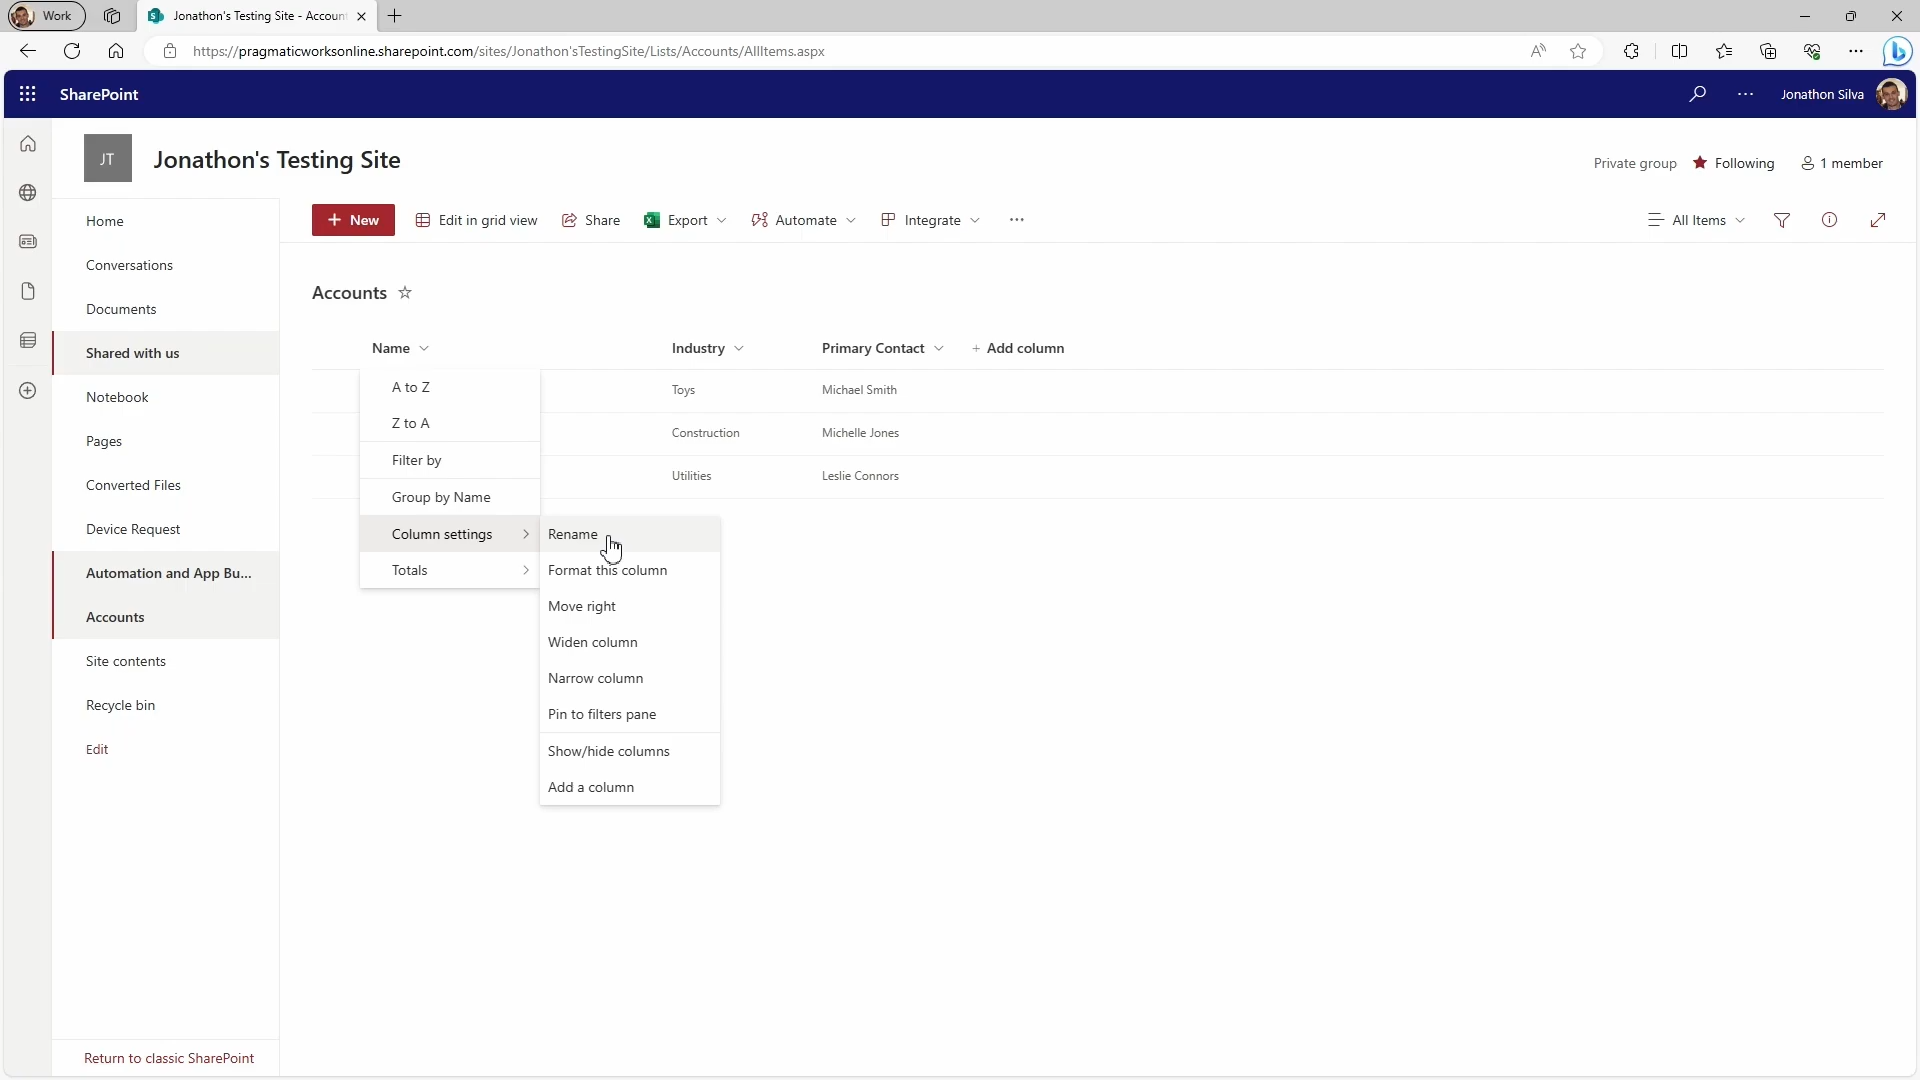 Work
Jonathon's Testing Site - Accoun
https://pragmaticworksonline.sharepoint.com/sites/Jonathon'sTestingSite/Lists/Accounts/AllItems.aspx
SharePoint
Jonathon Silva
JT
Jonathon's Testing Site
Private group
Following
1 member
Home
Conversations
Documents
Shared with us
Notebook
Pages
Converted Files
Device Request
Automation and App Bu...
Accounts
Site contents
Recycle bin
Edit
Return to classic SharePoint
+ New
Edit in grid view
Share
Export
Automate
Integrate
...
All Items
Accounts
Name
Industry
Primary Contact
+ Add column
Toys
Michael Smith
Construction
Michelle Jones
Utilities
Leslie Connors
A to Z
Z to A
Filter by
Group by Name
Column settings
Totals
Rename
Format this column
Move right
Widen column
Narrow column
Pin to filters pane
Show/hide columns
Add a column